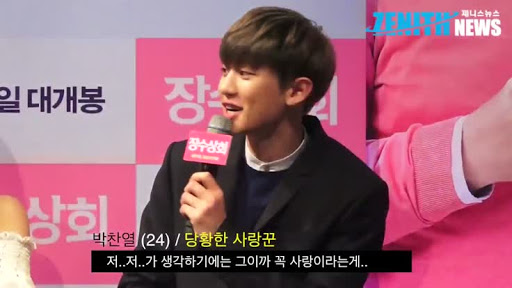 ZENITH 제니스뉴스
NEWS
장수상회
일 대개봉
장수상회
수상회
박찬열 (24) / 당황한 사랑꾼
저..저..가 생각하기에는 그이까 꼭 사랑이라는게..